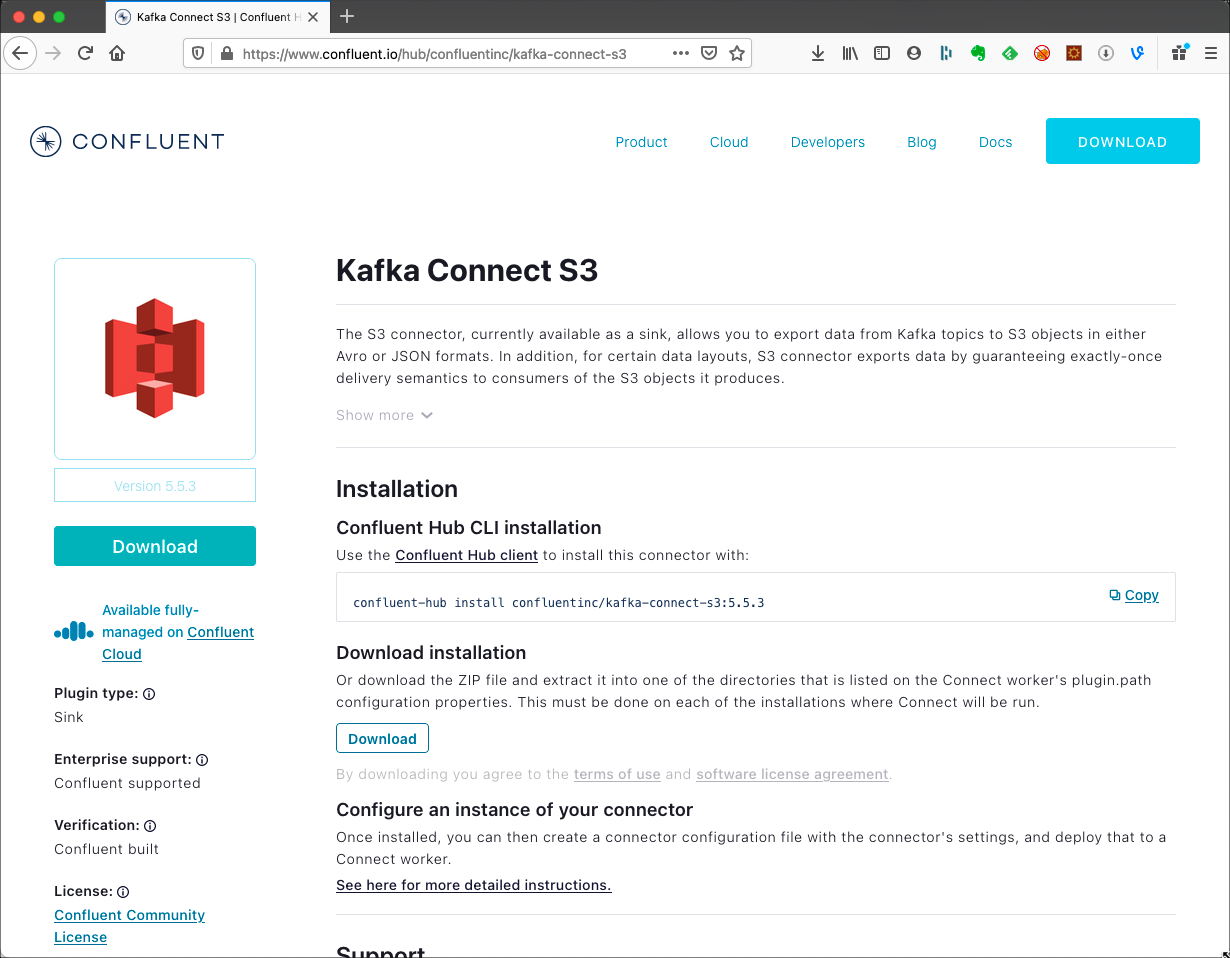 Kafka Connect S3 | Confluent H
https://www.confluent.io/hub/confluentinc/kafka-connect-s3
CONFLUENT
Product
Cloud
Developers
Blog
Docs
DOWNLOAD
Version 5.5.3
Download
Available fully-
managed on Confluent
Cloud
Plugin type:
Sink
Enterprise support:
Confluent supported
Verification:
Confluent built
License:
Confluent Community
License
Kafka Connect S3
The S3 connector, currently available as a sink, allows you to export data from Kafka topics to S3 objects in either
Avro or JSON formats. In addition, for certain data layouts, S3 connector exports data by guaranteeing exactly-once
delivery semantics to consumers of the S3 objects it produces.
Show more
Installation
Confluent Hub CLI installation
Use the Confluent Hub client to install this connector with:
confluent-hub install confluentinc/kafka-connect-s3:5.5.3
Copy
Download installation
Or download the ZIP file and extract it into one of the directories that is listed on the Connect worker's plugin.path
configuration properties. This must be done on each of the installations where Connect will be run.
Download
By downloading you agree to the terms of use and software license agreement.
Configure an instance of your connector
Once installed, you can then create a connector configuration file with the connector's settings, and deploy that to a
Connect worker.
See here for more detailed instructions.
Support